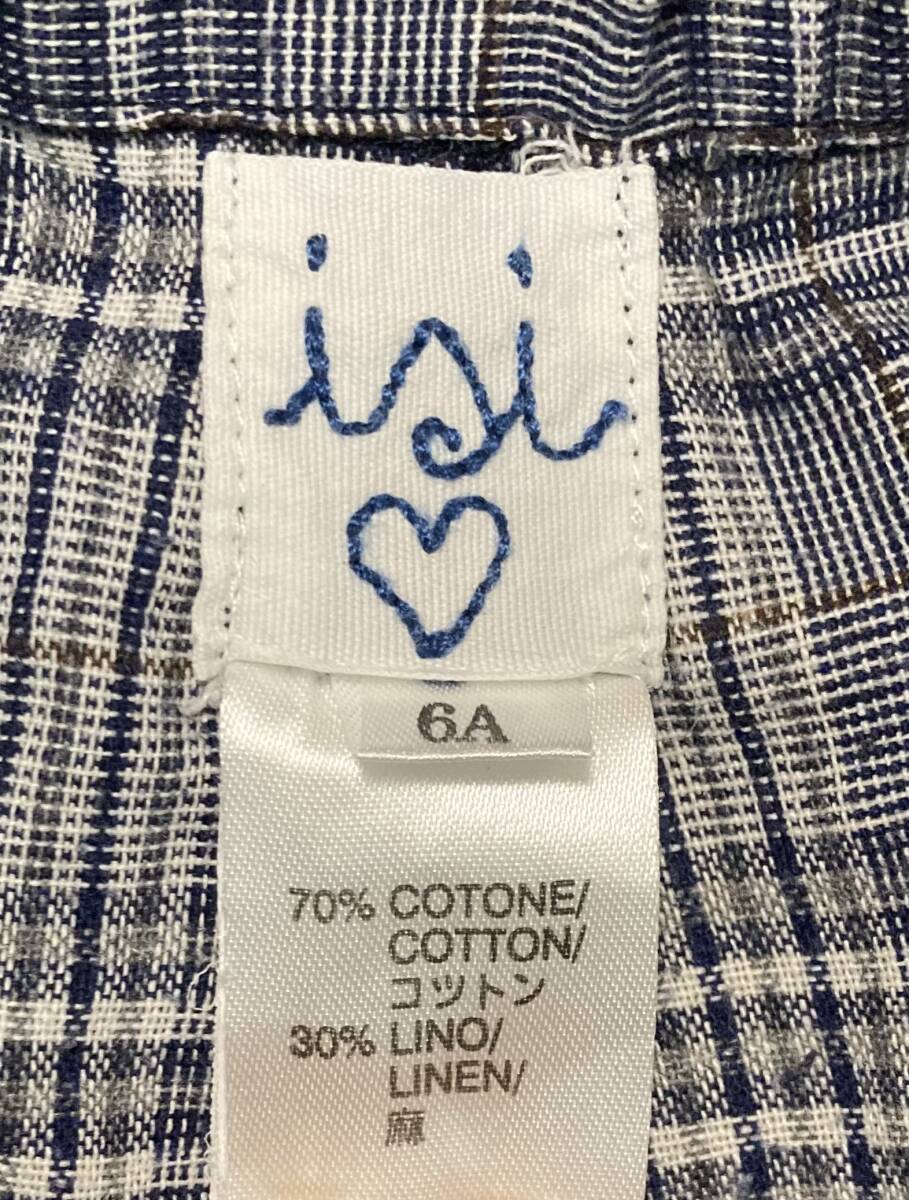 isi
6A
70% COTONE/
COTTON/
コットン
30% LINO/
LINEN/
麻